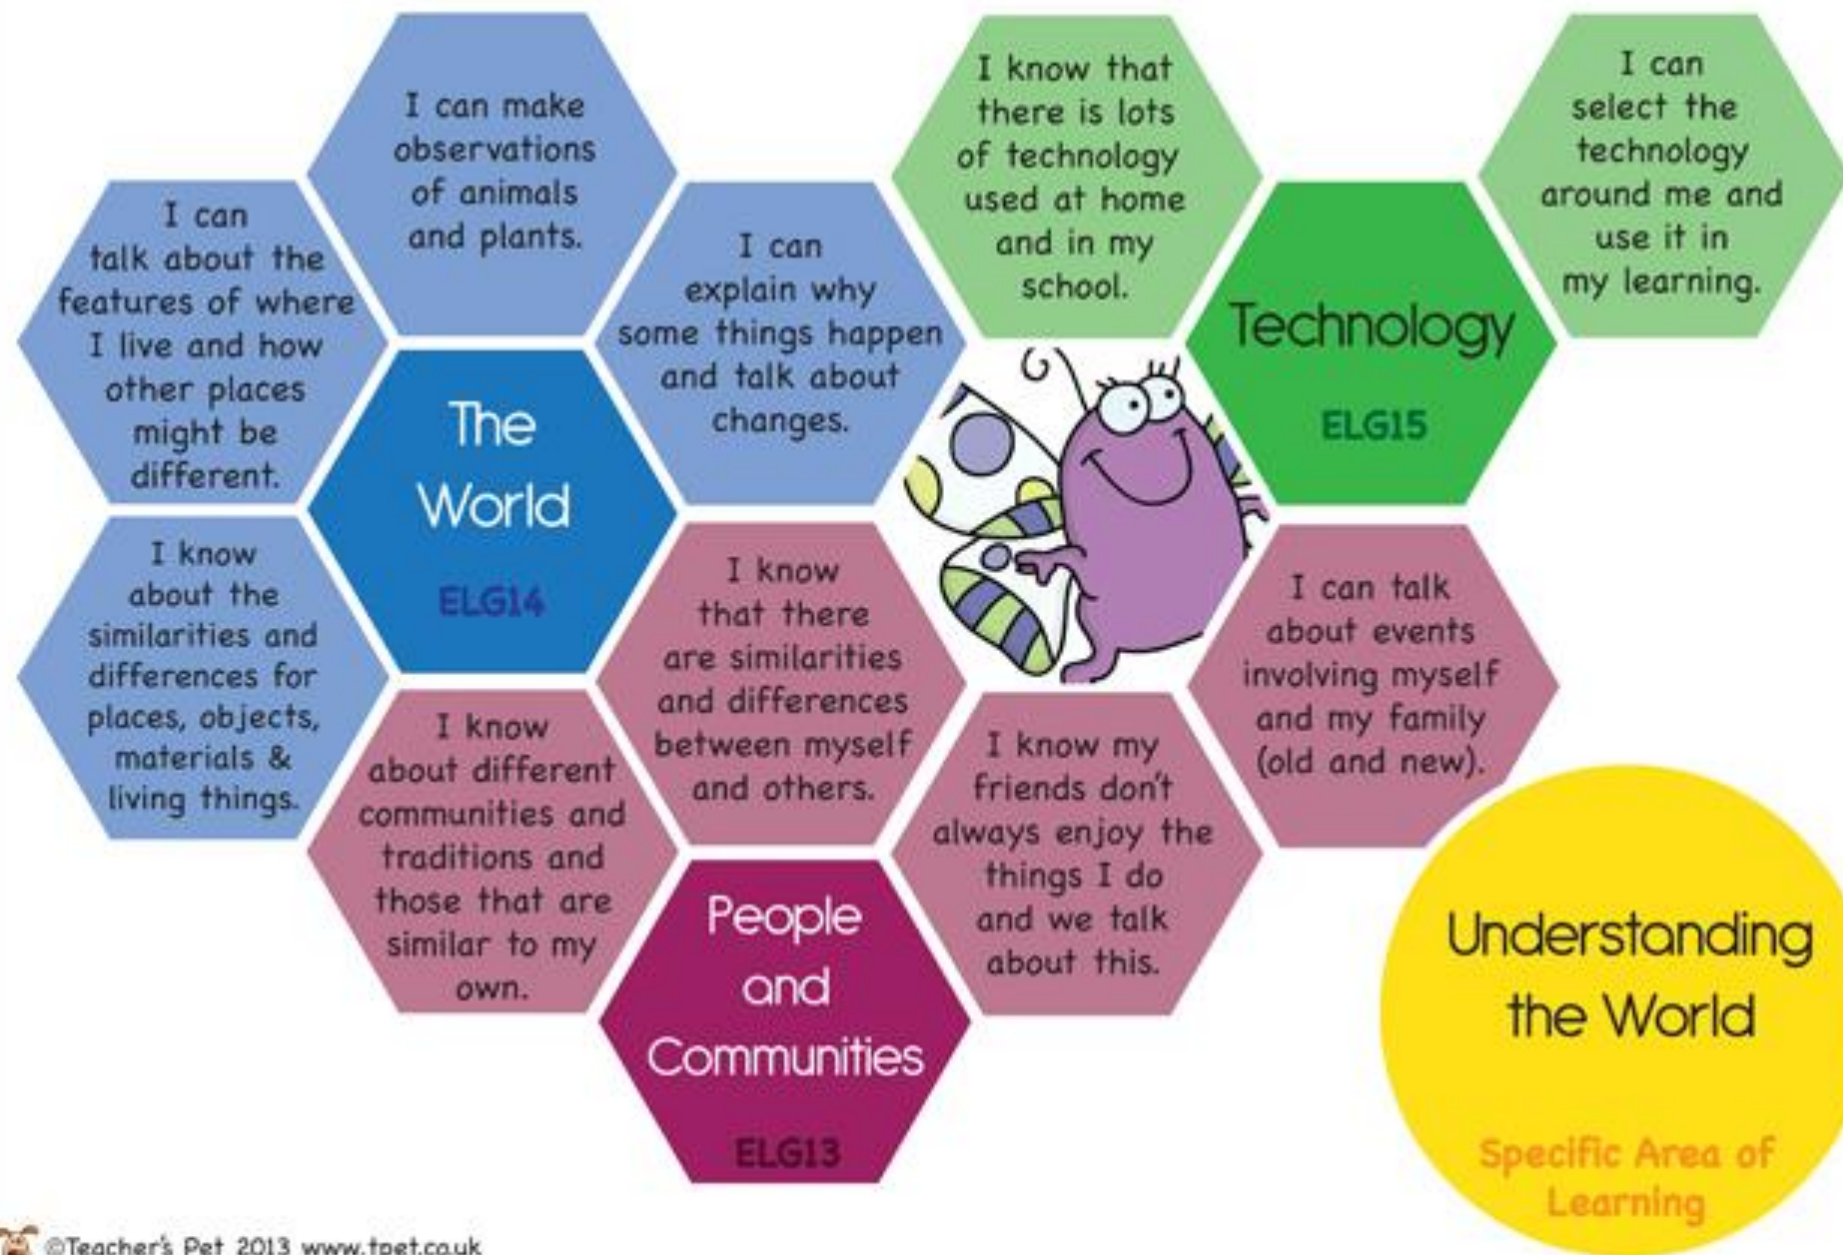 I can make
observations
of animals
and plants.
I can
talk about the
features of where
I live and how
other places
might be
different.
I can
explain why
some things happen
and talk about
changes.
The
World
ELG14
I know
about the
similarities and
differences for
places, objects,
materials &
living things.
I know that
there is lots
of technology
used at home
and in my
school.
Technology
ELG15
I can
select the
technology
around me and
use it in
my learning.
I know
about different
communities and
traditions and
those that are
similar to my
own.
I know
that there
are similarities
and differences
between myself
and others.
People
and
Communities
ELG13
I know my
friends don't
always enjoy the
things I do
and we talk
about this.
I can talk
about events
involving myself
and my family
(old and new).
Understanding
the World
Specific Area of
Learning
©Teacher's Pet 2013 www.tpet.co.uk